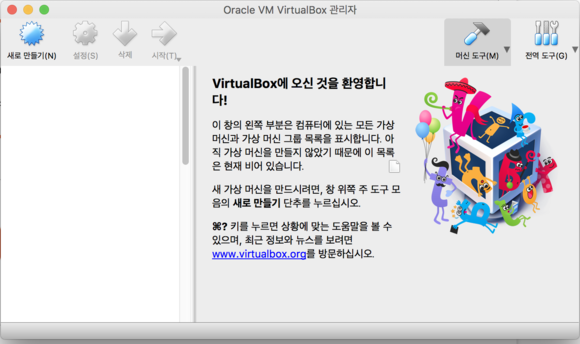 Oracle VM VirtualBox 관리자
새로 만들기(N)
설정(S)
삭제
시작(T)
머신 도구(M)
전역 도구(G)
VirtualBox에 오신 것을 환영합니
다!
이 창의 왼쪽 부분은 컴퓨터에 있는 모든 가상
머신과 가상 머신 그룹 목록을 표시합니다. 아
직 가상 머신을 만들지 않았기 때문에 이 목록
은 현재 비어 있습니다.
새 가상 머신을 만드시려면, 창 위쪽 주 도구 모
음의 새로 만들기 단추를 누르십시오.
⌘? 키를 누르면 상황에 맞는 도움말을 볼 수
있으며, 최근 정보와 뉴스를 보려면
www.virtualbox.org를 방문하십시오.